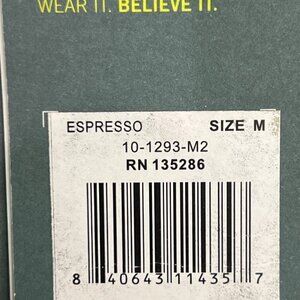 WEAR IT. BELIEVE IT.
ESPRESSO SIZE M
10-1293-M2
RN 135286
8 40643 11435 7